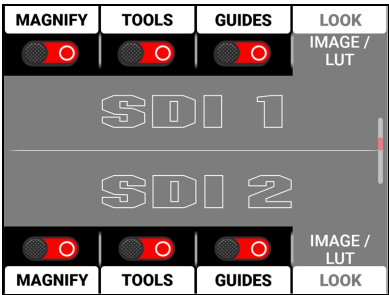 MAGNIFY TOOLS GUIDES LOOK
IMAGE /
LUT
SDI 1
SDI 2
IMAGE /
LUT
MAGNIFY TOOLS GUIDES LOOK